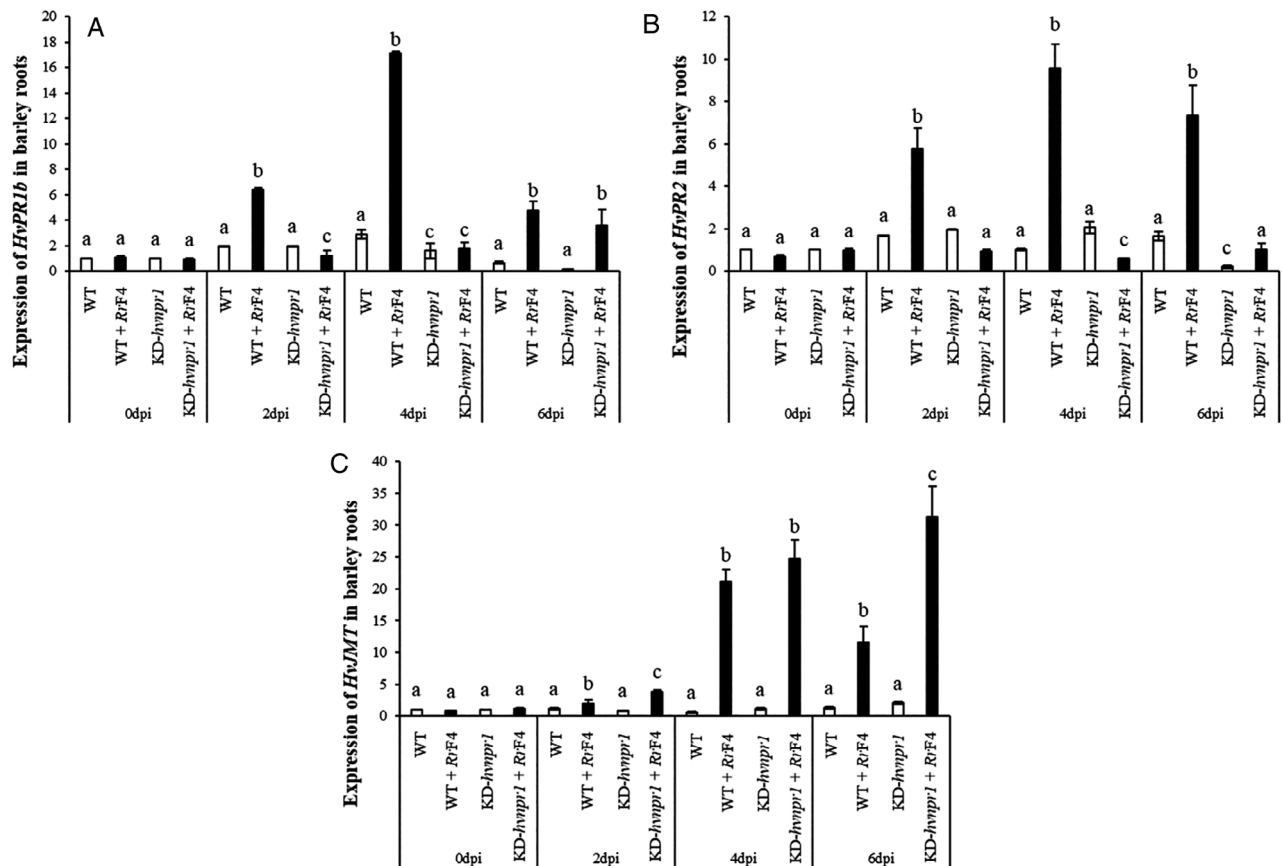 A
Expression of HvPR1b in barley roots
20
18
16
14
12
10
8
6
4
2
0
a
a
a
a
a
b
a
c
a
b
c
c
a
b
a
b
WT
WT + RrF4
KD-hvnpr1
KD-hvnpr1 + RrF4
WT
WT + RrF4
KD-hvnpr1
KD-hvnpr1 + RrF4
WT
WT + RrF4
KD-hvnpr1
KD-hvnpr1 + RrF4
WT
WT + RrF4
KD-hvnpr1
KD-hvnpr1 + RrF4
0dpi
2dpi
4dpi
6dpi
B
Expression of HvPR2 in barley roots
12
10
8
6
4
2
0
a
a
a
a
a
b
a
a
a
b
a
c
a
b
c
a
WT
WT + RrF4
KD-hvnpr1
KD-hvnpr1 + RrF4
WT
WT + RrF4
KD-hvnpr1
KD-hvnpr1 + RrF4
WT
WT + RrF4
KD-hvnpr1
KD-hvnpr1 + RrF4
WT
WT + RrF4
KD-hvnpr1
KD-hvnpr1 + RrF4
0dpi
2dpi
4dpi
6dpi
C
Expression of HvJMT in barley roots
40
35
30
25
20
15
10
5
0
a
a
a
a
a
b
a
c
a
b
a
b
a
b
a
c
WT
WT + RrF4
KD-hvnpr1
KD-hvnpr1 + RrF4
WT
WT + RrF4
KD-hvnpr1
KD-hvnpr1 + RrF4
WT
WT + RrF4
KD-hvnpr1
KD-hvnpr1 + RrF4
WT
WT + RrF4
KD-hvnpr1
KD-hvnpr1 + RrF4
0dpi
2dpi
4dpi
6dpi